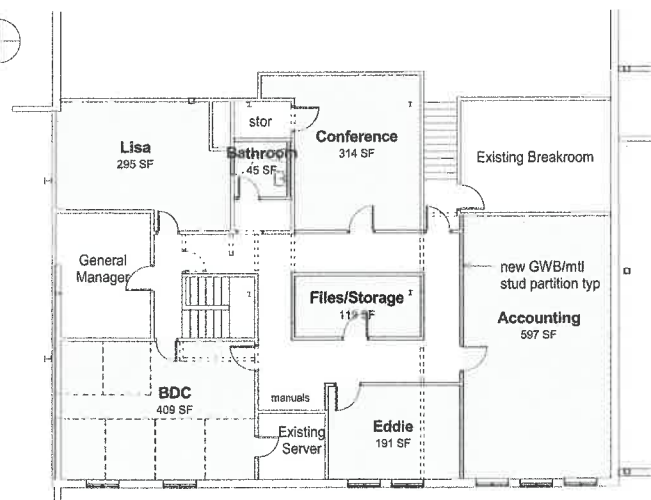 stor
Conference
314 SF
Lisa
295 SF
Bathroom
45 SF
Existing Breakroom
General
Manager
new GWB/mtl
stud partition typ
Files/Storage
Accounting
597 SF
BDC
409 SF
manuals
Existing
Server
Eddie
191 SF